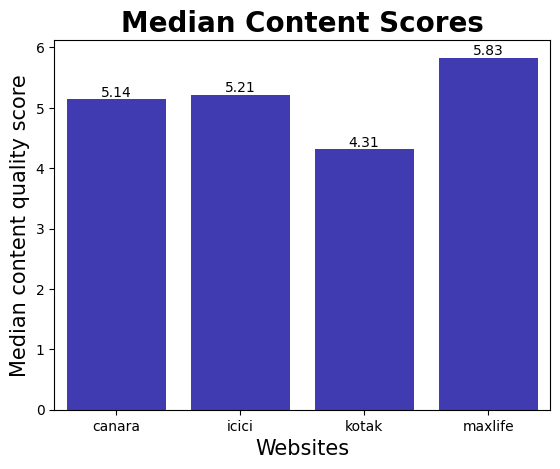 Median Content Scores
Median content quality score
6
5
4
3
2
1
0
5.14
5.21
4.31
5.83
canara
icici
kotak
maxlife
Websites